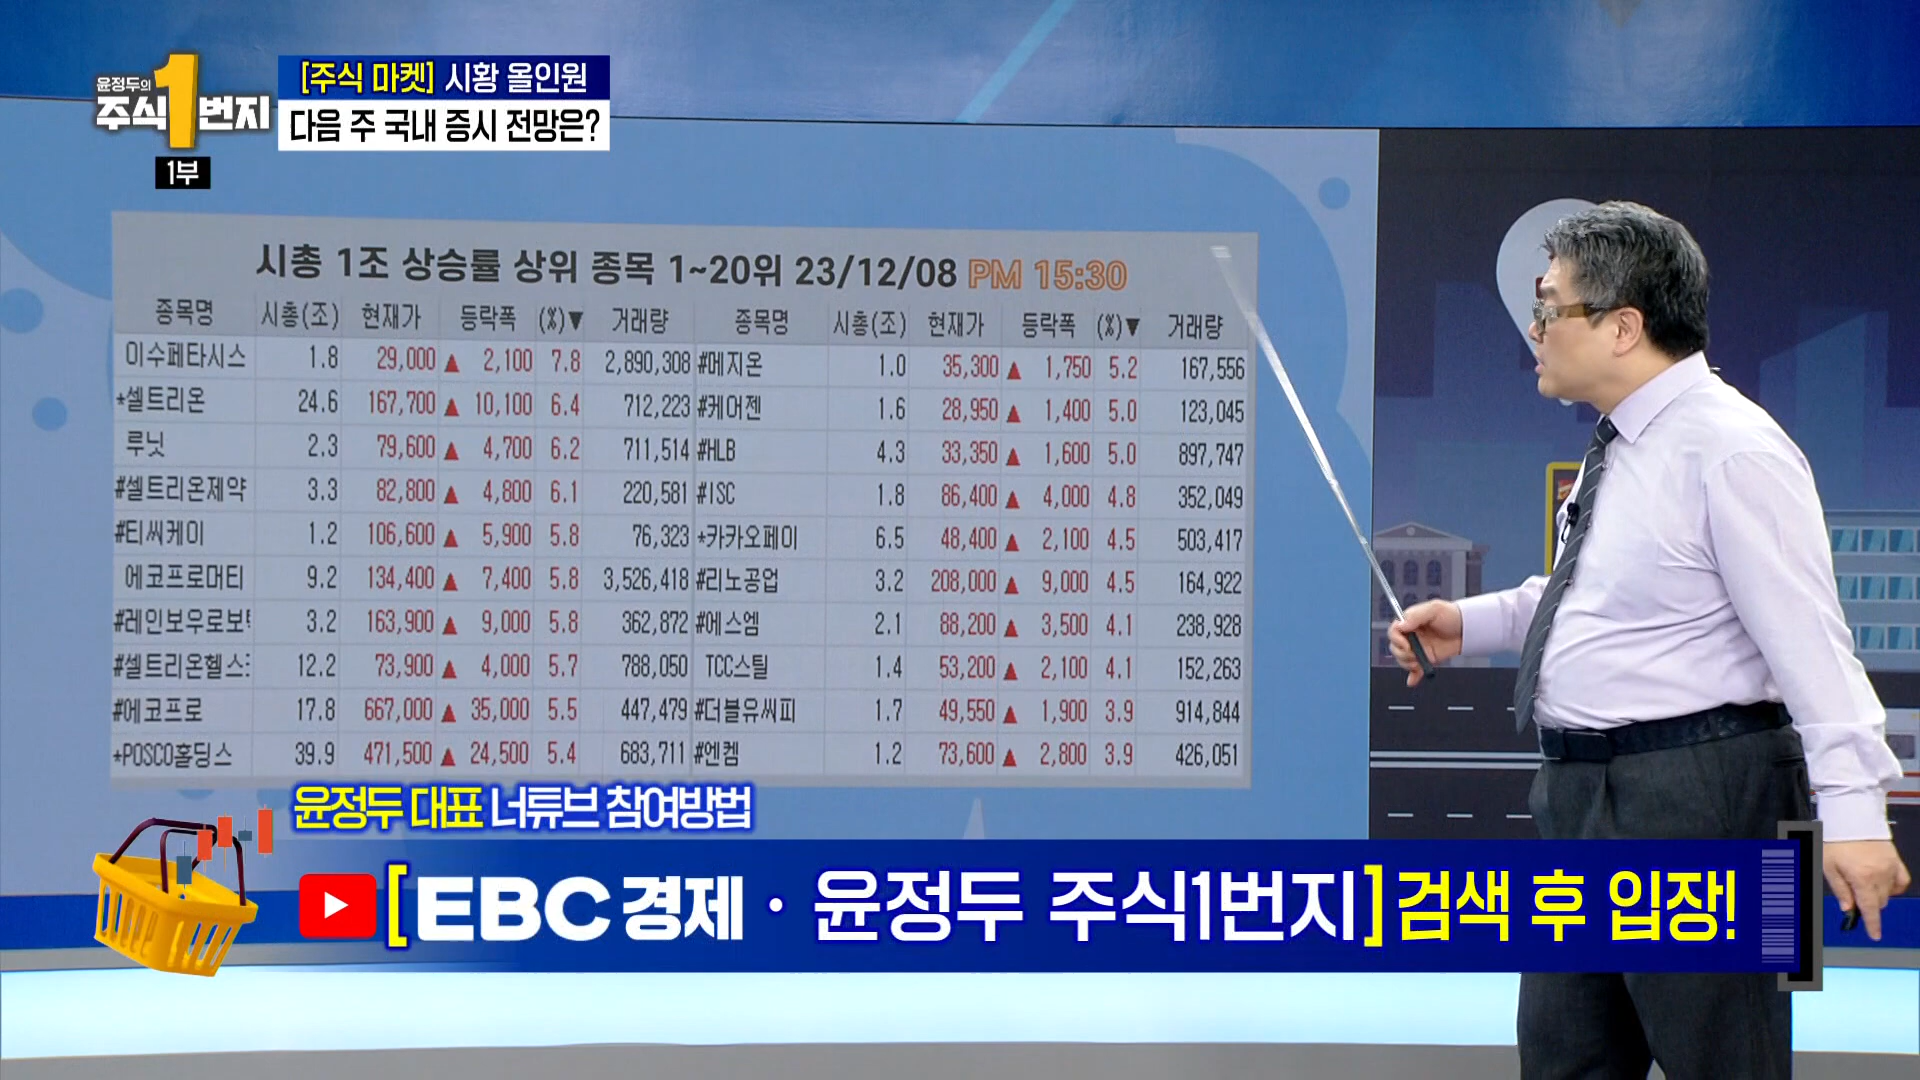 윤정두의
주식1번지
1부
[주식 마켓] 시황 올인원
다음 주 국내 증시 전망은?
시총 1조 상승률 상위 종목 1~20위 23/12/08 PM 15:30
종목명 시총(조) 현재가 등락폭 (%)▼ 거래량 종목명 시총(조) 현재가 등락폭 (%)▼ 거래량
이수페타시스 1.8 29,000 ▲ 2,100 7.8 2,890,308 #메지온 1.0 35,300 ▲ 1,750 5.2 167,556
*셀트리온 24.6 167,700 ▲ 10,100 6.4 712,223 #케어젠 1.6 28,950 ▲ 1,400 5.0 123,045
루닛 2.3 79,600 ▲ 4,700 6.2 711,514 #HLB 4.3 33,350 ▲ 1,600 5.0 897,747
#셀트리온제약 3.3 82,800 ▲ 4,800 6.1 220,581 #ISC 1.8 86,400 ▲ 4,000 4.8 352,049
#티씨케이 1.2 106,600 ▲ 5,900 5.8 76,323 *카카오페이 6.5 48,400 ▲ 2,100 4.5 503,417
에코프로머티 9.2 134,400 ▲ 7,400 5.8 3,526,418 #리노공업 3.2 208,000 ▲ 9,000 4.5 164,922
#레인보우로보 3.2 163,900 ▲ 9,000 5.8 362,872 #에스엠 2.1 88,200 ▲ 3,500 4.1 238,928
#셀트리온헬스 12.2 73,900 ▲ 4,000 5.7 788,050 TCC스틸 1.4 53,200 ▲ 2,100 4.1 152,263
#에코프로 17.8 667,000 ▲ 35,000 5.5 447,479 #더블유씨피 1.7 49,550 ▲ 1,900 3.9 914,844
*POSCO홀딩스 39.9 471,500 ▲ 24,500 5.4 683,711 #엔켐 1.2 73,600 ▲ 2,800 3.9 426,051
윤정두 대표 너튜브 참여방법
[EBC 경제 · 윤정두 주식1번지] 검색 후 입장!